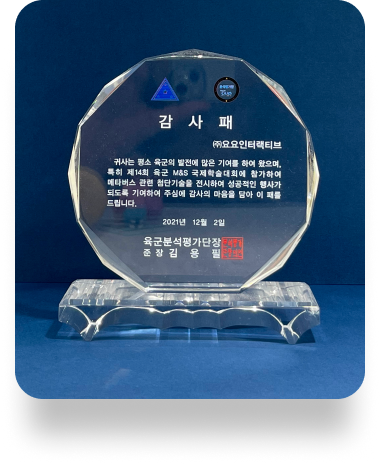 감 사 패
㈜요요인터랙티브
귀사는 평소 육군의 발전에 많은 기여를 하여 왔으며,
특히 제14회 육군 M&S 국제학술대회에 참가하여
메타버스 관련 첨단기술을 전시하여 성공적인 행사가
되도록 기여하여 주심에 감사의 마음을 담아 이 패를
드립니다.
2021년 12월 2일
육군분석평가단장
준 장 김 용 필